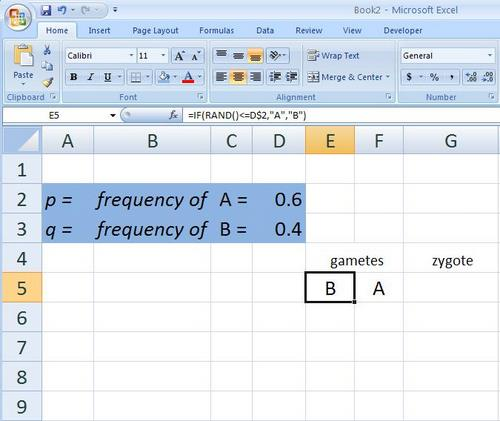 Book2 - Microsoft Excel
Home Insert Page Layout Formulas Data Review View Developer
Paste
Calibri 11 A A
B I U A
Wrap Text
Merge & Center
General
$ % ,
Clipboard Font Alignment Number
E5 fx =IF(RAND()<=D$2,"A","B")
A B C D E F G
1
2 p = frequency of A = 0.6
3 q = frequency of B = 0.4
4 gametes zygote
5 B A
6
7
8
9